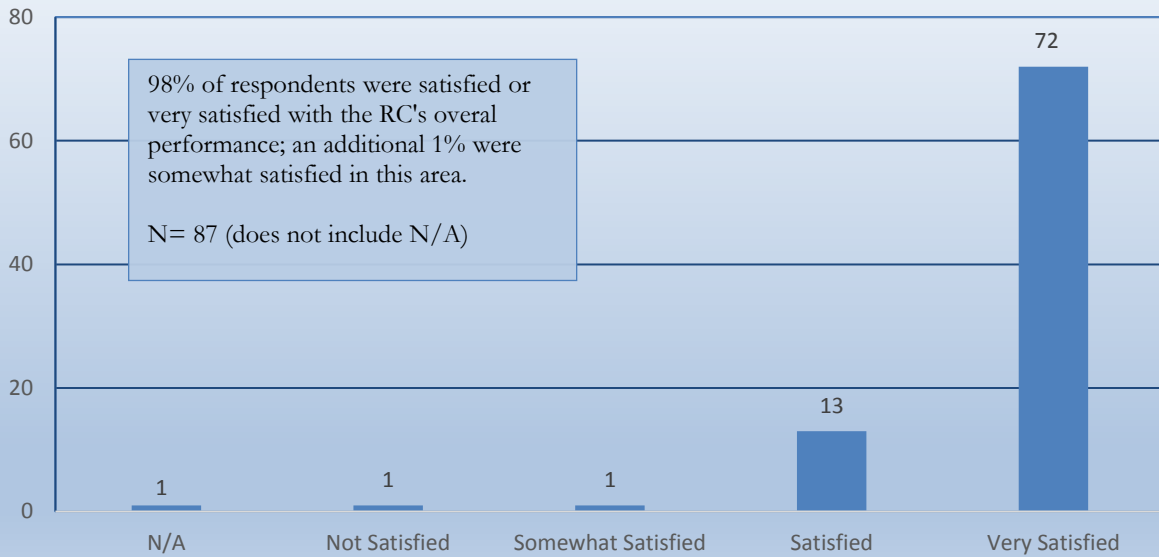 80
72
98% of respondents were satisfied or
very satisfied with the RC's overal
performance; an additional 1% were
somewhat satisfied in this area.
N= 87 (does not include N/A)
60
40
20
13
1
1
1
0
N/A
Not Satisfied
Somewhat Satisfied
Satisfied
Very Satisfied